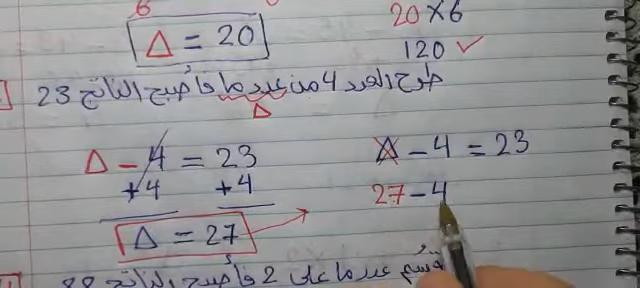 6
Δ = 20
20 × 6
120 ✓
طرح العدد 4 من عدد ما فأصبح الناتج 23
Δ
Δ - 4 = 23
+4 +4
Δ = 27
Δ - 4 = 23
27 - 4
قسم عدد ما على 2 فأصبح الناتج 88